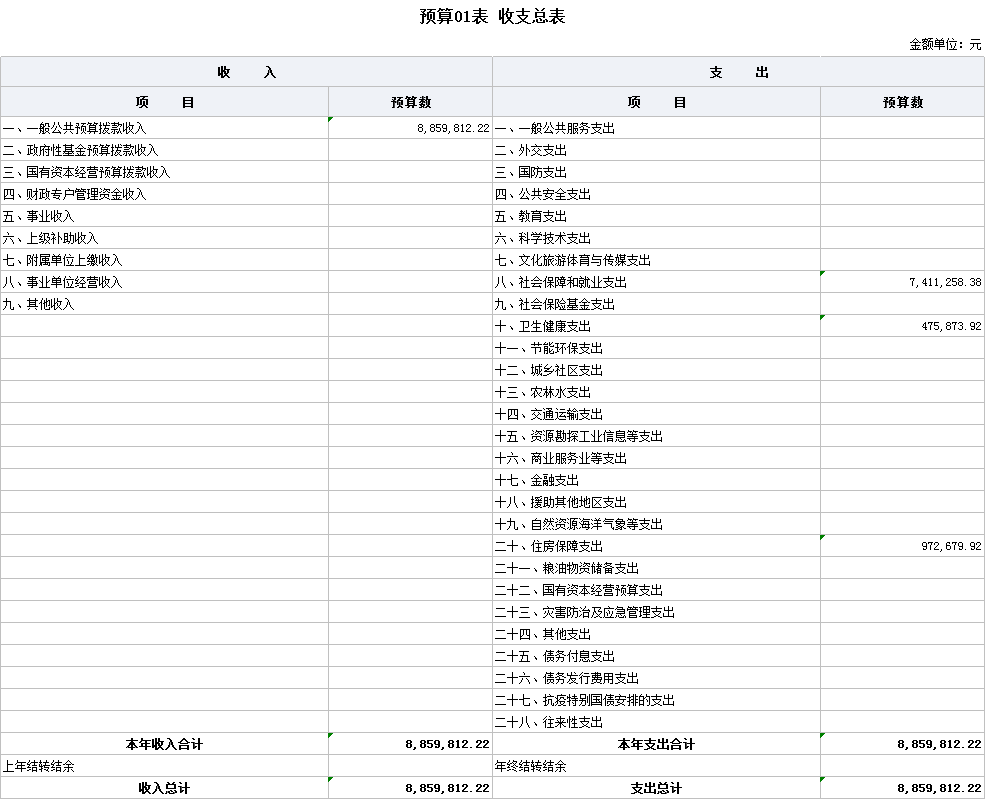 预算01表 收支总表
金额单位：元
收 入 支 出
项 目 预算数 项 目 预算数
一、一般公共预算拨款收入 8,859,812.22 一、一般公共服务支出
二、政府性基金预算拨款收入 二、外交支出
三、国有资本经营预算拨款收入 三、国防支出
四、财政专户管理资金收入 四、公共安全支出
五、事业收入 五、教育支出
六、上级补助收入 六、科学技术支出
七、附属单位上缴收入 七、文化旅游体育与传媒支出
八、事业单位经营收入 八、社会保障和就业支出 7,411,258.38
九、其他收入 九、社会保险基金支出
十、卫生健康支出 475,873.92
十一、节能环保支出
十二、城乡社区支出
十三、农林水支出
十四、交通运输支出
十五、资源勘探工业信息等支出
十六、商业服务业等支出
十七、金融支出
十八、援助其他地区支出
十九、自然资源海洋气象等支出
二十、住房保障支出 972,679.92
二十一、粮油物资储备支出
二十二、国有资本经营预算支出
二十三、灾害防治及应急管理支出
二十四、其他支出
二十五、债务付息支出
二十六、债务发行费用支出
二十七、抗疫特别国债安排的支出
二十八、往来性支出
本年收入合计 8,859,812.22 本年支出合计 8,859,812.22
上年结转结余 年终结转结余
收入总计 8,859,812.22 支出总计 8,859,812.22